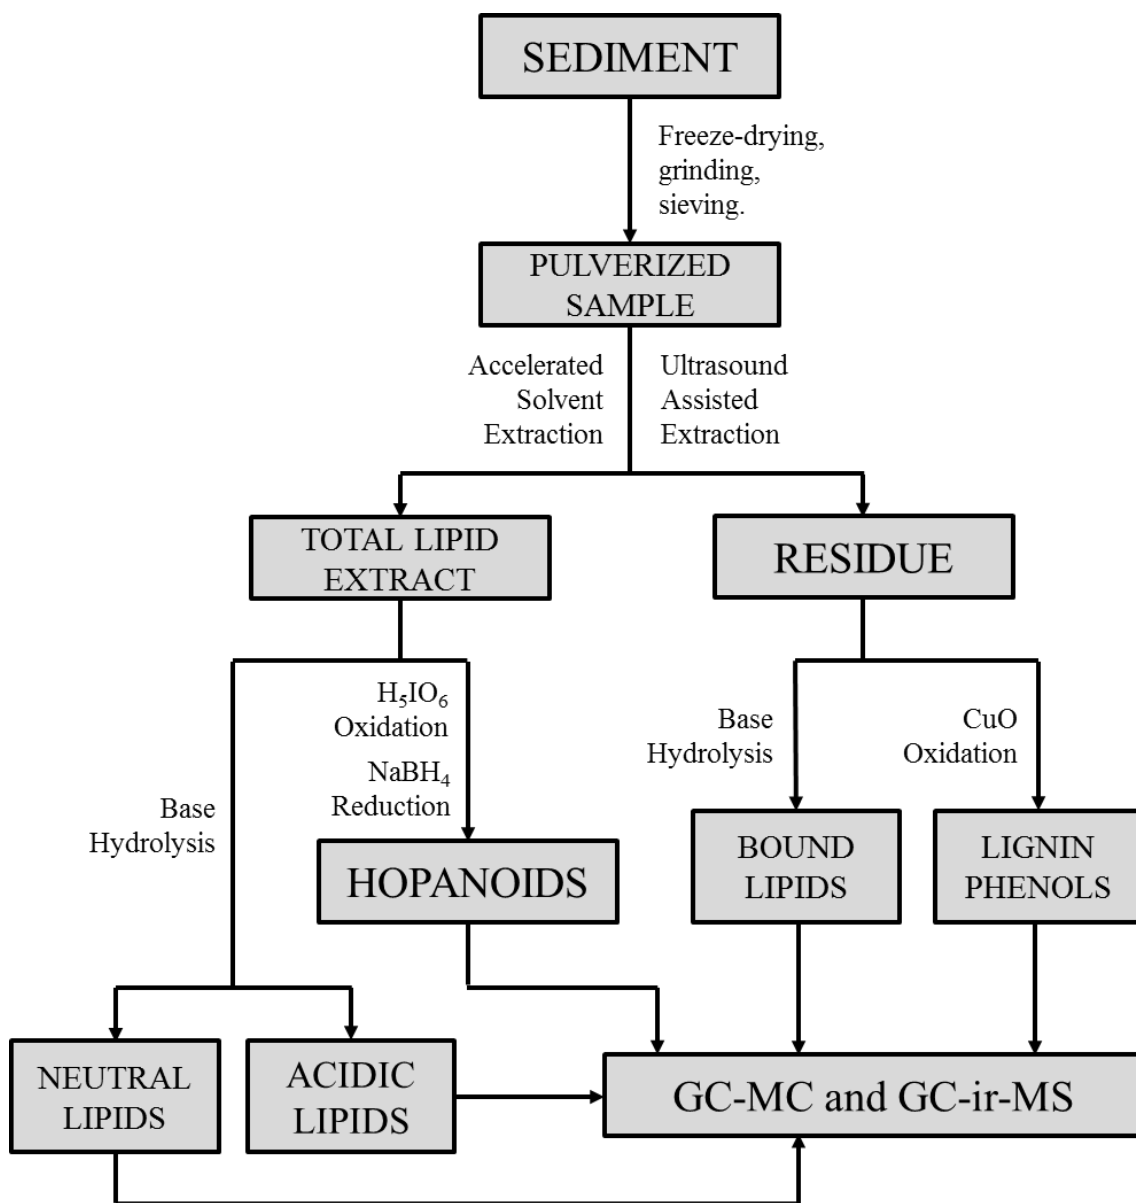 SEDIMENT
Freeze-drying,
grinding,
sieving.
PULVERIZED
SAMPLE
Accelerated
Solvent
Extraction
Ultrasound
Assisted
Extraction
TOTAL LIPID
EXTRACT
RESIDUE
Base
Hydrolysis
H₅IO₆
Oxidation
NaBH₄
Reduction
Base
Hydrolysis
CuO
Oxidation
HOPANOIDS
BOUND
LIPIDS
LIGNIN
PHENOLS
NEUTRAL
LIPIDS
ACIDIC
LIPIDS
GC-MC and GC-ir-MS